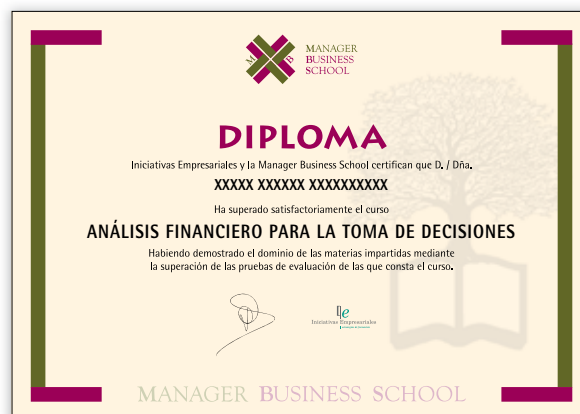 M B
MANAGER
BUSINESS
SCHOOL
DIPLOMA
Iniciativas Empresariales y la Manager Business School certifican que D. / Dña.
XXXXX XXXXXX XXXXXXXXXX
Ha superado satisfactoriamente el curso
ANÁLISIS FINANCIERO PARA LA TOMA DE DECISIONES
Habiendo demostrado el dominio de las materias impartidas mediante
la superación de las pruebas de evaluación de las que consta el curso.
Iniciativas Empresariales
MANAGER BUSINESS SCHOOL